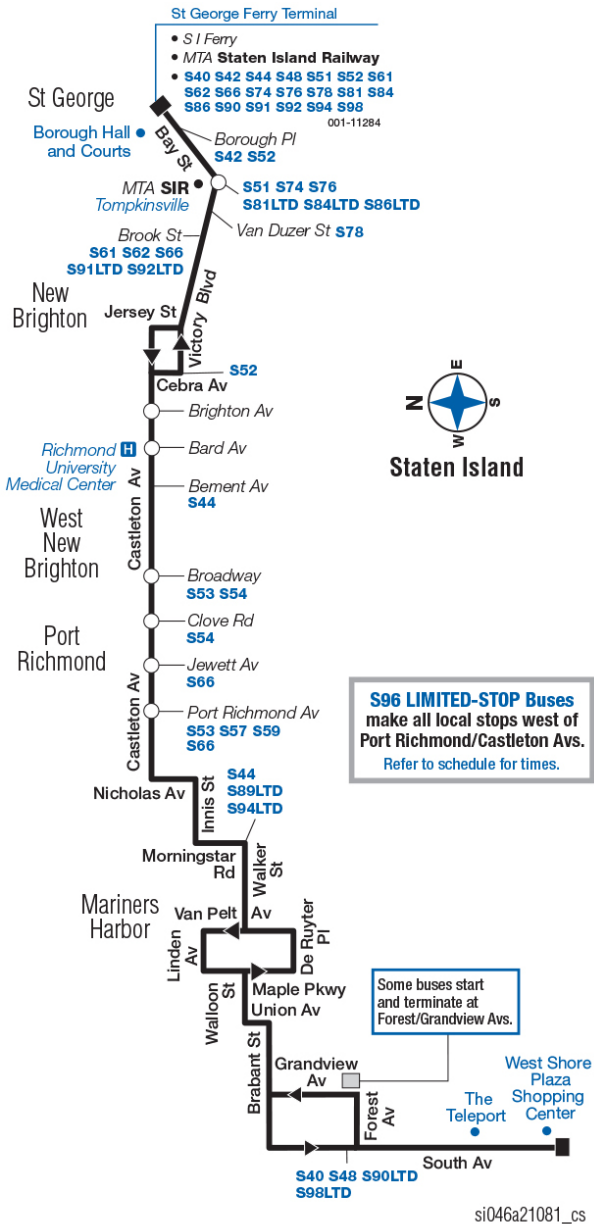 St George Ferry Terminal
• S I Ferry
• MTA Staten Island Railway
• S40 S42 S44 S48 S51 S52 S61
S62 S66 S74 S76 S78 S81 S84
S86 S90 S91 S92 S94 S98
001-11284
St George
Borough Hall
and Courts
Bay St
Borough Pl
S42 S52
MTA SIR
Tompkinsville
S51 S74 S76
S81LTD S84LTD S86LTD
Van Duzer St S78
Brook St
S61 S62 S66
S91LTD S92LTD
New
Brighton
Jersey St
Victory Blvd
S52
Cebra Av
Brighton Av
Richmond H
University
Medical Center
Bard Av
Castleton Av
Bement Av
S44
E
N
S
W
Staten Island
West
New
Brighton
Broadway
S53 S54
Clove Rd
S54
Port
Richmond
Jewett Av
S66
Castleton Av
Port Richmond Av
S53 S57 S59
S66
S96 LIMITED-STOP Buses
make all local stops west of
Port Richmond/Castleton Avs.
Refer to schedule for times.
Nicholas Av
Innis St
S44
S89LTD
S94LTD
Morningstar
Rd
Walker
St
Mariners
Harbor
Van Pelt Av
Linden
Av
De Ruyter
Pl
Walloon
St
Maple Pkwy
Union Av
Some buses start
and terminate at
Forest/Grandview Avs.
Brabant St
Grandview
Av
Forest
Av
The
Teleport
West Shore
Plaza
Shopping
Center
South Av
S40 S48 S90LTD
S98LTD
si046a21081_cs